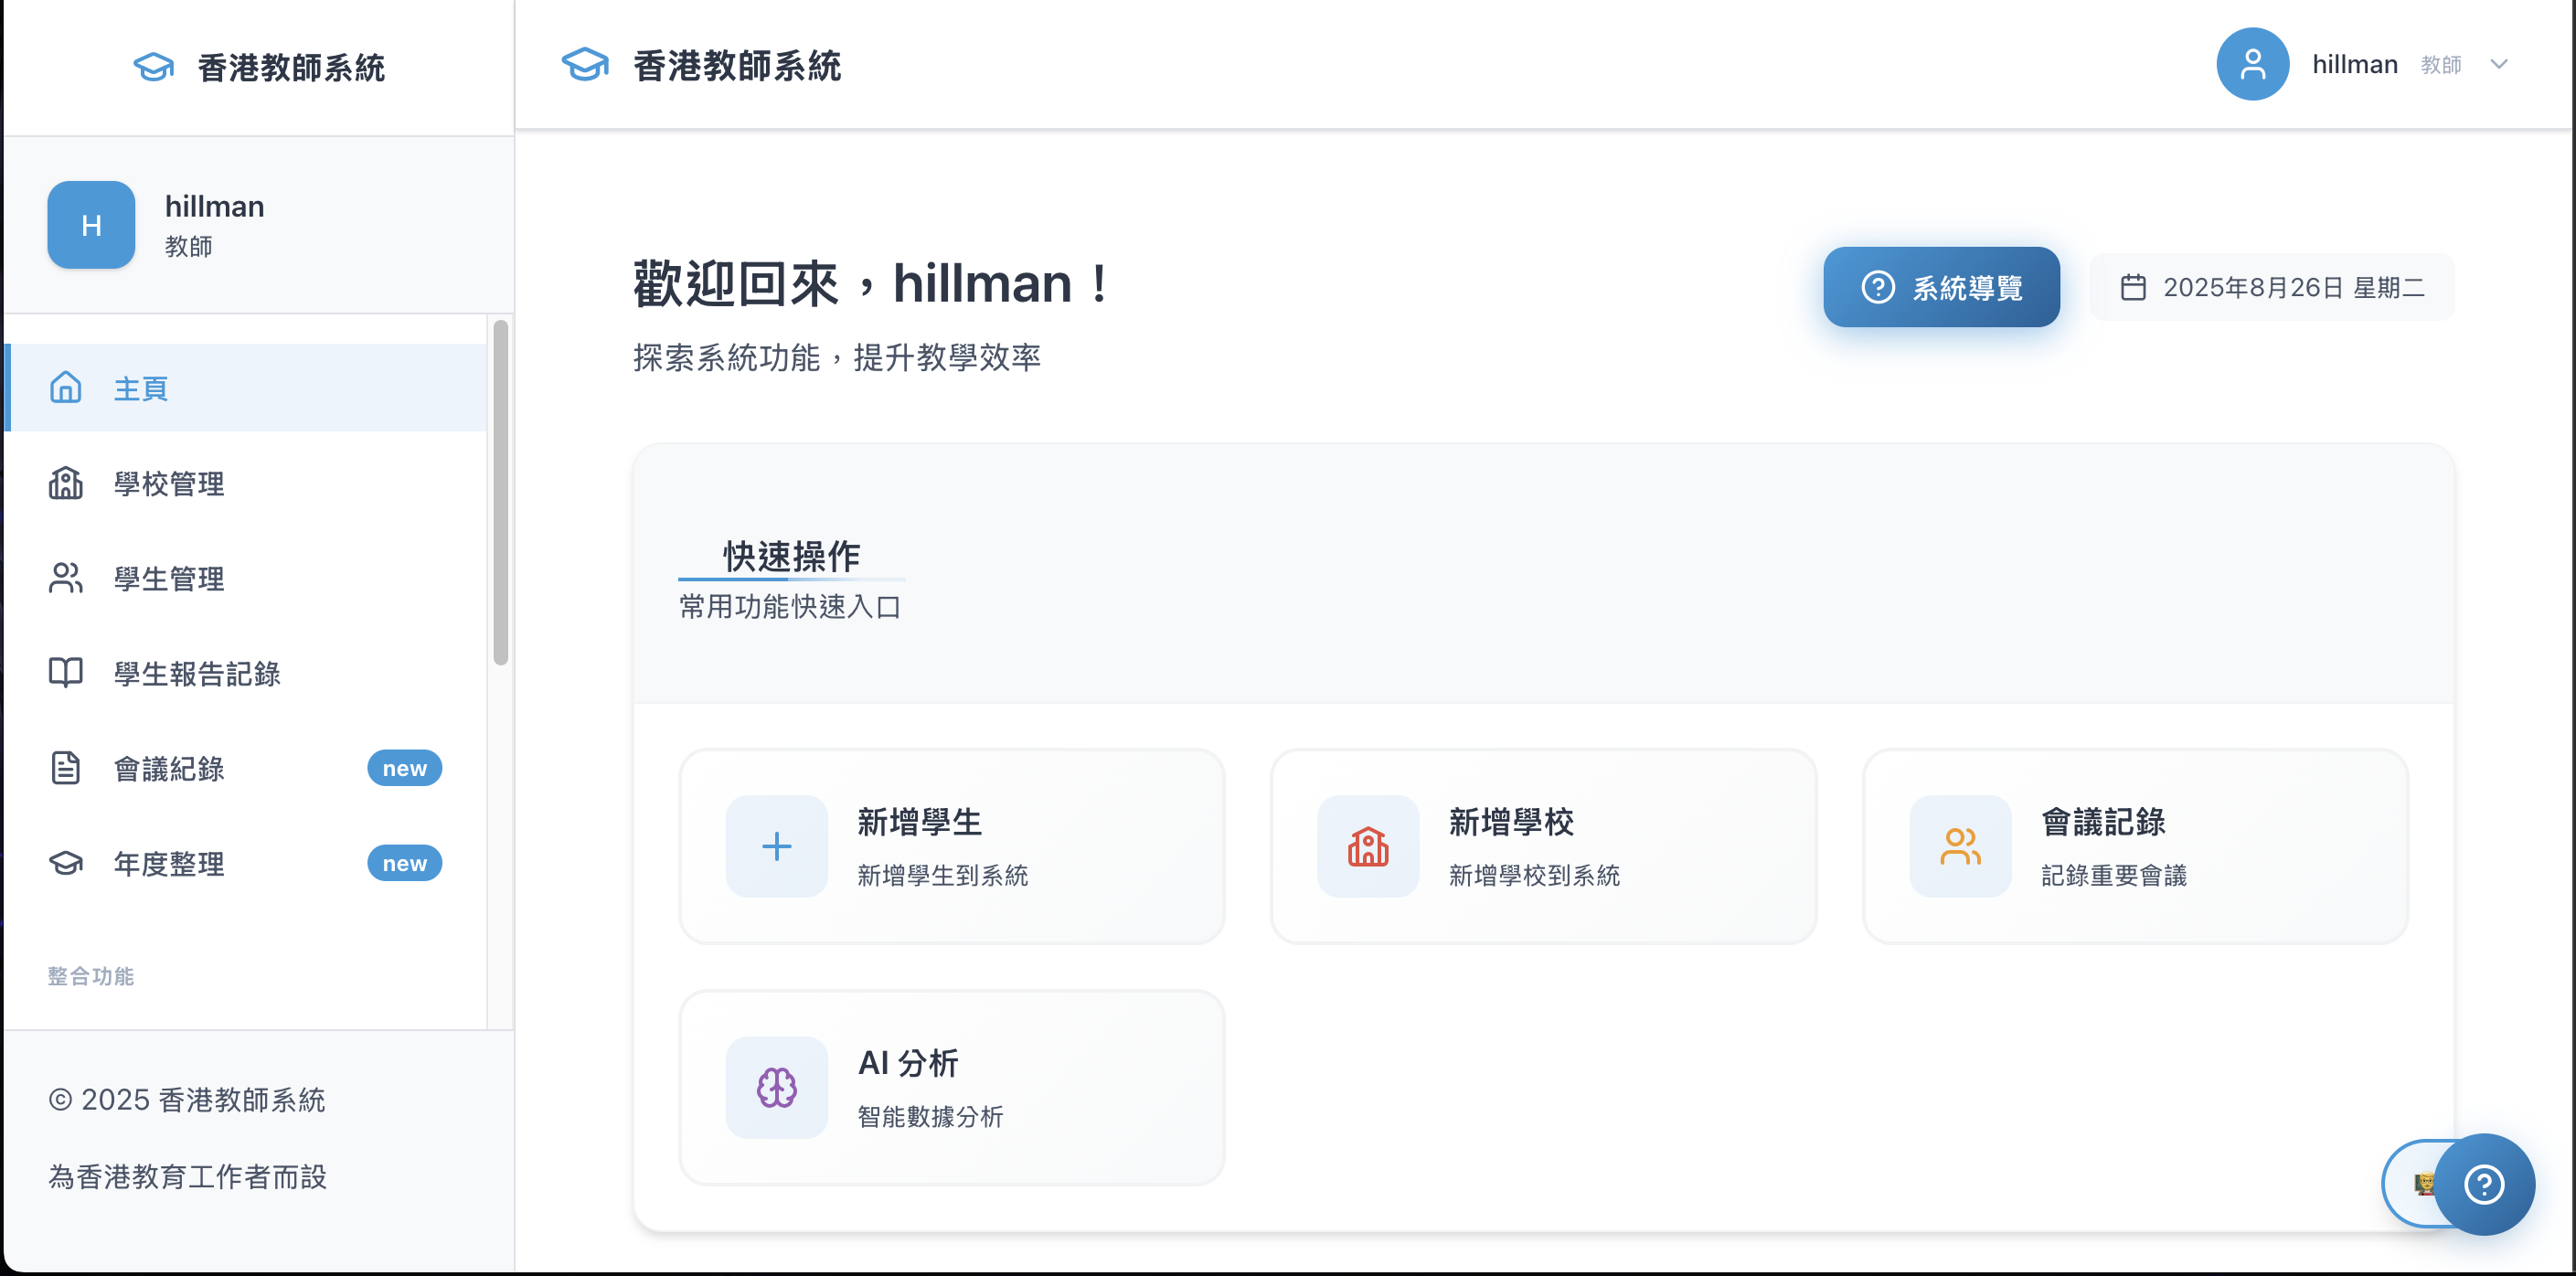 香港教師系統
hillman
教師
主頁
學校管理
學生管理
學生報告記錄
會議紀錄 new
年度整理 new
整合功能
© 2025 香港教師系統
為香港教育工作者而設
香港教師系統
hillman 教師
歡迎回來，hillman！
探索系統功能，提升教學效率
系統導覽
2025年8月26日 星期二
快速操作
常用功能快速入口
新增學生
新增學生到系統
新增學校
新增學校到系統
會議記錄
記錄重要會議
AI 分析
智能數據分析